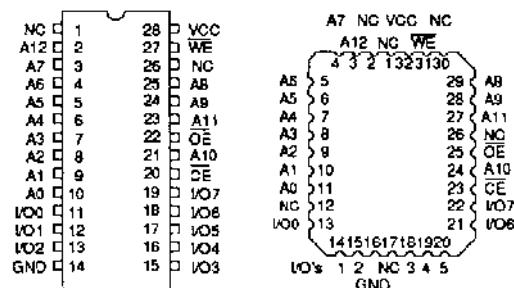 NC 1 28 VCC
A12 2 27 WE
A7 3 26 NC
A6 4 25 A8
A5 5 24 A9
A4 6 23 A11
A3 7 22 OE
A2 8 21 A10
A1 9 20 CE
A0 10 19 I/O7
I/O0 11 18 I/O6
I/O1 12 17 I/O5
I/O2 13 16 I/O4
GND 14 15 I/O3
A7 NC VCC NC
A12 NC WE
4 3 2 1 32 31 30
A6 5 29 A8
A5 6 28 A9
A4 7 27 A11
A3 8 26 NC
A2 9 25 OE
A1 10 24 A10
A0 11 23 CE
NC 12 22 I/O7
I/O0 13 21 I/O6
14 15 16 17 18 19 20
I/O's 1 2 NC 3 4 5
GND